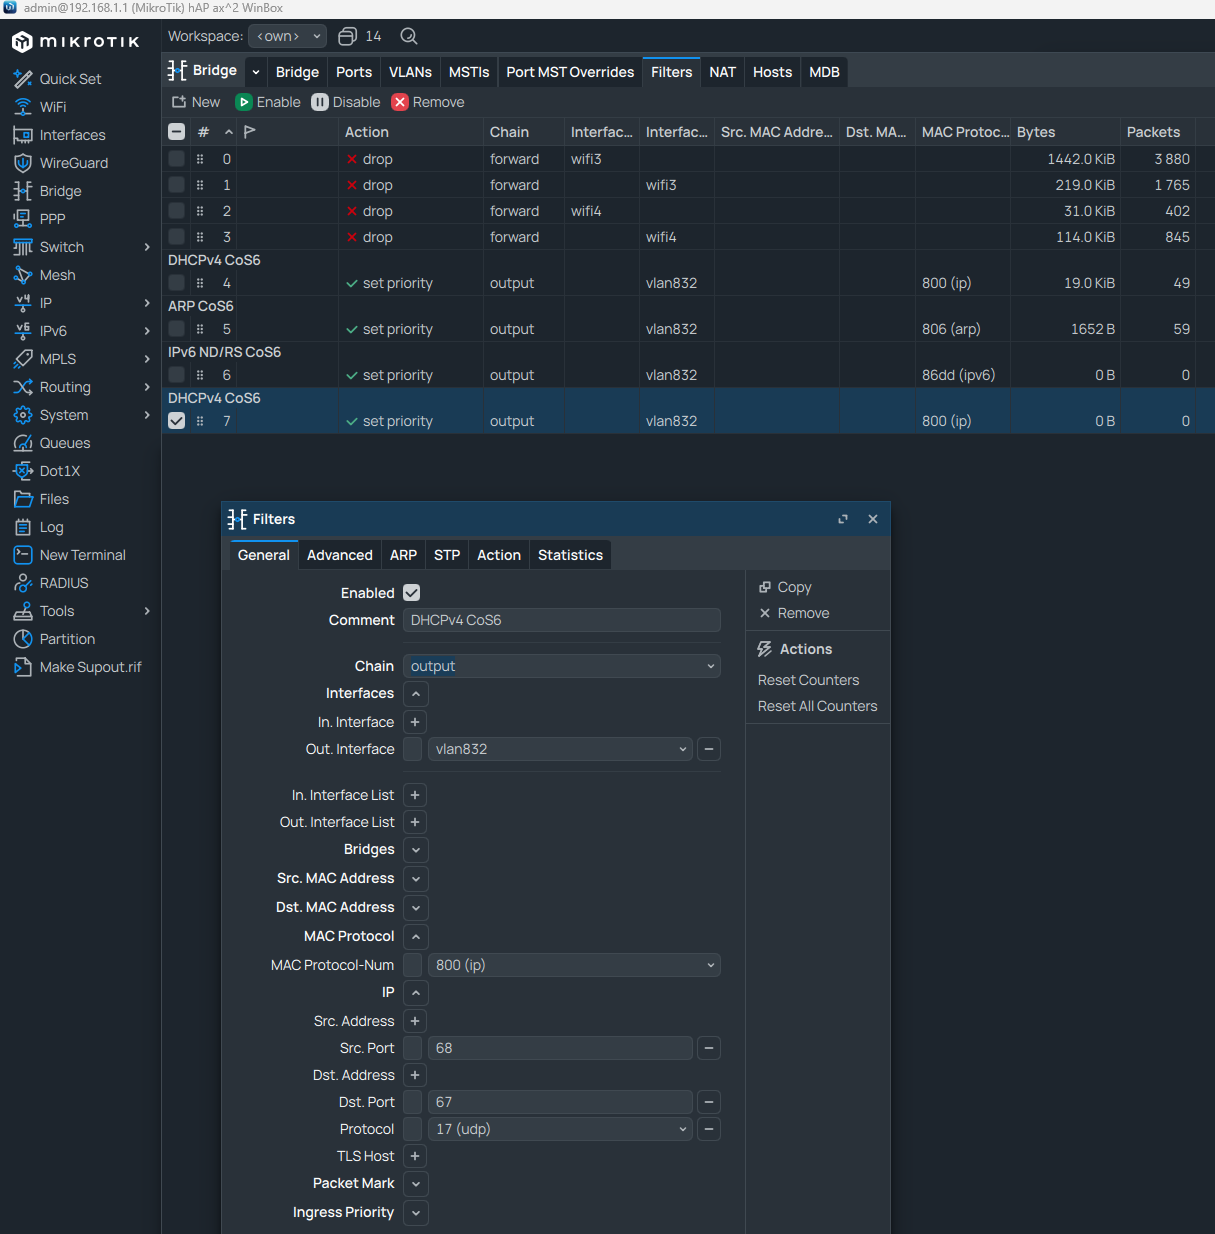 admin@192.168.1.1 (MikroTik) hAP ax^2 WinBox
MIKROTIK
Workspace: <own> 14
Quick Set
WiFi
Interfaces
WireGuard
Bridge
PPP
Switch
Mesh
IP
IPv6
MPLS
Routing
System
Queues
Dot1X
Files
Log
New Terminal
RADIUS
Tools
Partition
Make Supout.rif
Bridge Bridge Ports VLANs MSTIs Port MST Overrides Filters NAT Hosts MDB
New Enable Disable Remove
# Action Chain Interfac... Interfac... Src. MAC Addre... Dst. MA... MAC Protoc... Bytes Packets
0 drop forward wifi3 1442.0 KiB 3 880
1 drop forward wifi3 219.0 KiB 1 765
2 drop forward wifi4 31.0 KiB 402
3 drop forward wifi4 114.0 KiB 845
DHCPv4 CoS6
4 set priority output vlan832 800 (ip) 19.0 KiB 49
ARP CoS6
5 set priority output vlan832 806 (arp) 1652 B 59
IPv6 ND/RS CoS6
6 set priority output vlan832 86dd (ipv6) 0 B 0
DHCPv4 CoS6
7 set priority output vlan832 800 (ip) 0 B 0
Filters
General Advanced ARP STP Action Statistics
Enabled
Comment DHCPv4 CoS6
Chain output
Interfaces
In. Interface
Out. Interface vlan832
In. Interface List
Out. Interface List
Bridges
Src. MAC Address
Dst. MAC Address
MAC Protocol
MAC Protocol-Num 800 (ip)
IP
Src. Address
Src. Port 68
Dst. Address
Dst. Port 67
Protocol 17 (udp)
TLS Host
Packet Mark
Ingress Priority
Copy
Remove
Actions
Reset Counters
Reset All Counters